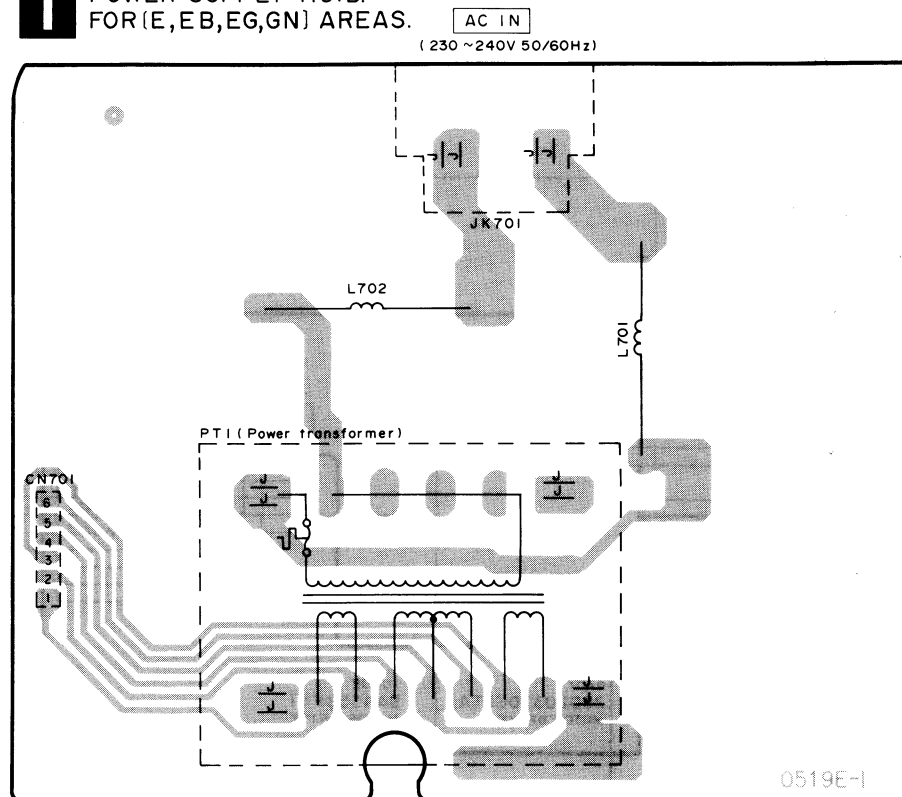 FOR(E,EB,EG,GN) AREAS.
AC IN
(230~240V 50/60Hz)
JK701
L702
L701
PT1(Power transformer)
CN701
J
J
J
J
6
5
4
3
2
1
J
J
J
J
0519E-1